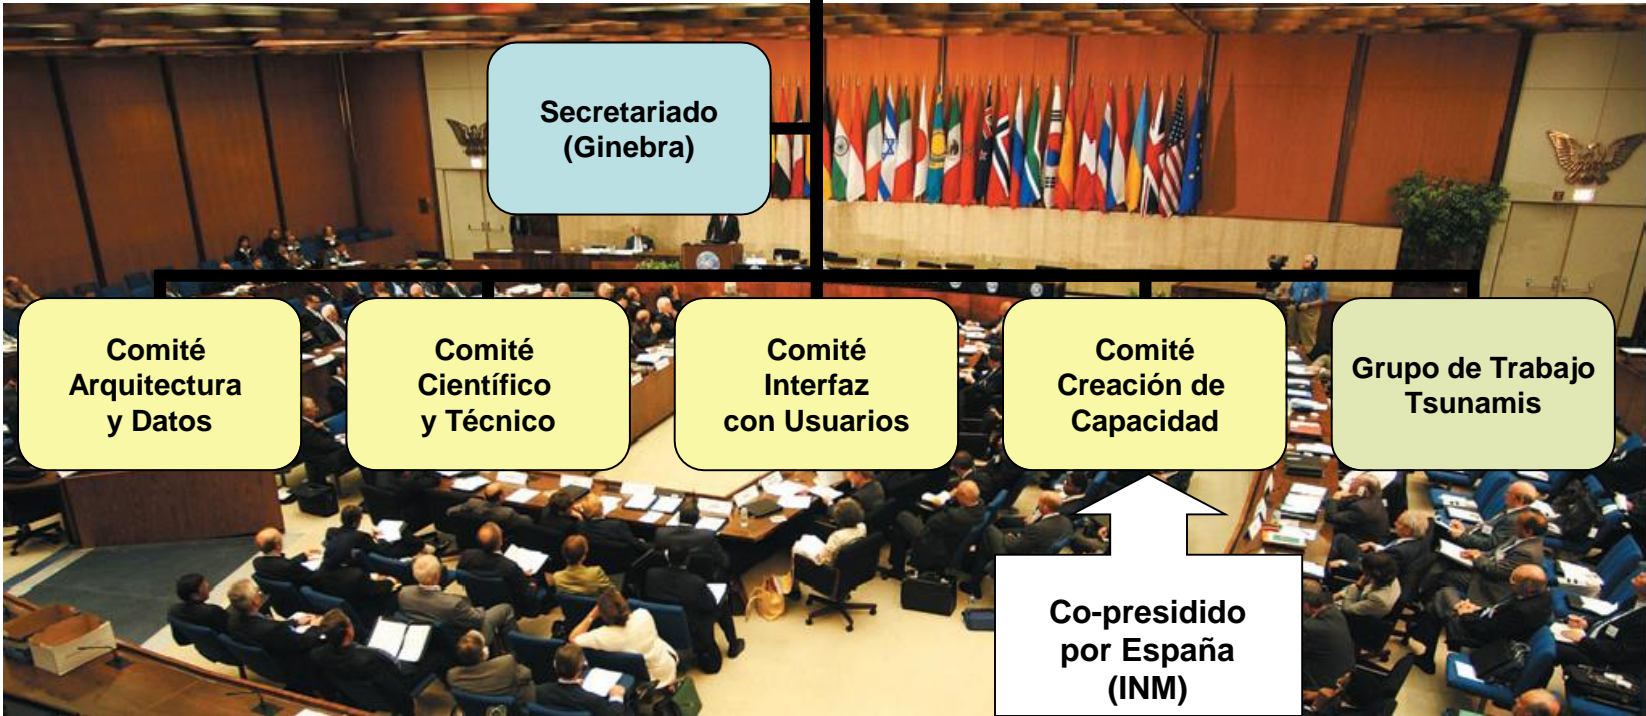 Secretariado
(Ginebra)
Comité
Arquitectura
y Datos
Comité
Científico
y Técnico
Comité
Interfaz
con Usuarios
Comité
Creación de
Capacidad
Grupo de Trabajo
Tsunamis
Co-presidido
por España
(INM)